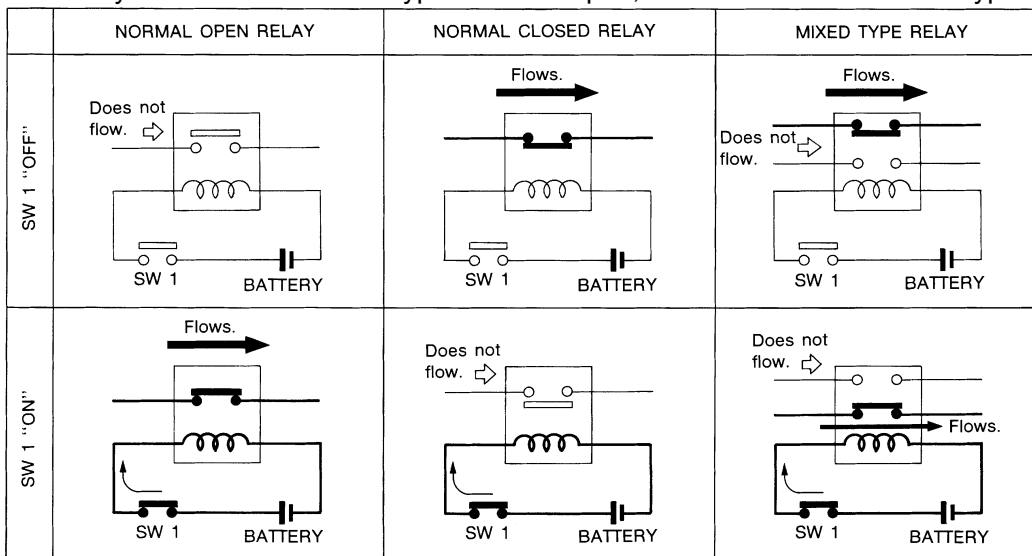 NORMAL OPEN RELAY
NORMAL CLOSED RELAY
MIXED TYPE RELAY
SW 1 "OFF"
Does not
flow.
SW 1
BATTERY
Flows.
SW 1
BATTERY
Flows.
Does not
flow.
SW 1
BATTERY
SW 1 "ON"
Flows.
SW 1
BATTERY
Does not
flow.
SW 1
BATTERY
Does not
flow.
Flows.
SW 1
BATTERY